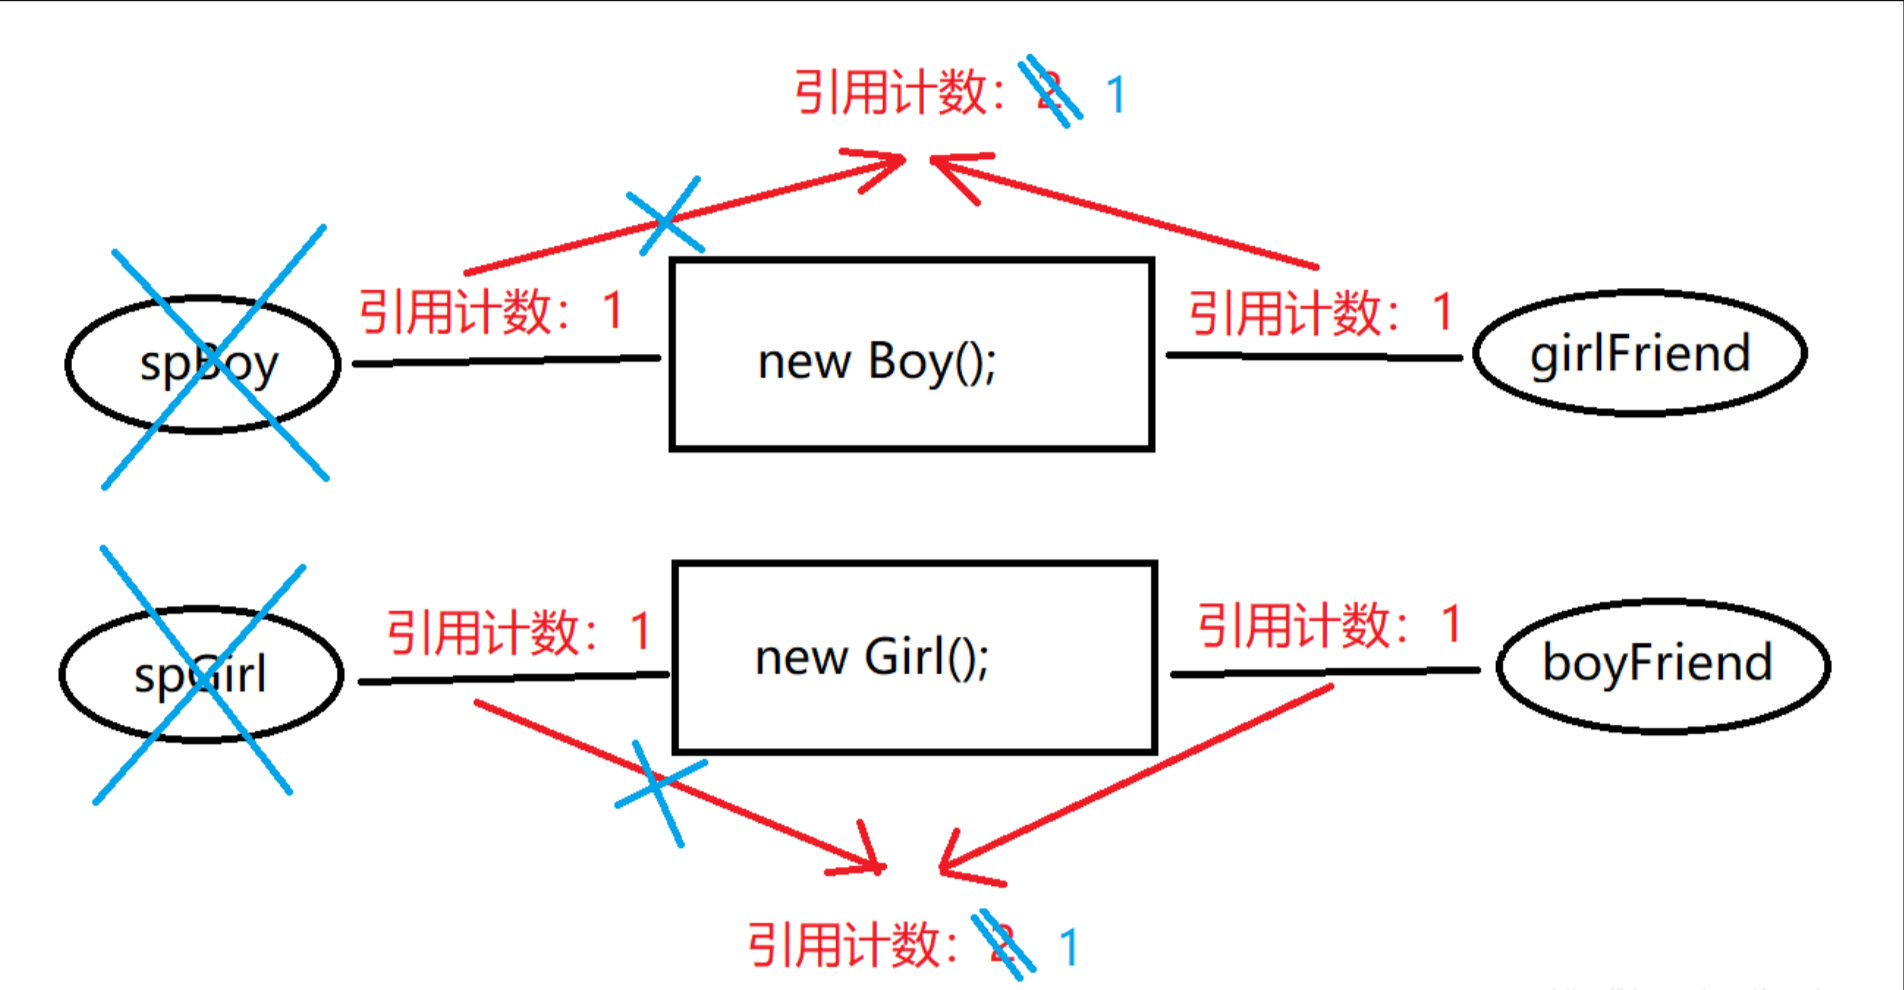 引用计数：2 1
引用计数：1
引用计数：1
spBoy
new Boy();
girlFriend
引用计数：1
引用计数：1
spGirl
new Girl();
boyFriend
引用计数：2 1